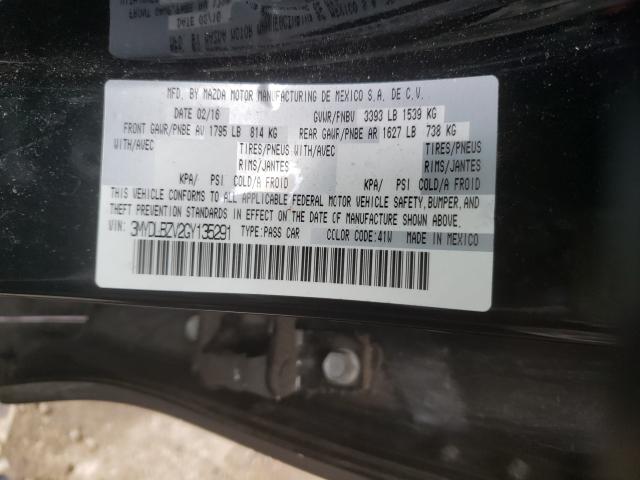 MFD. BY MAZDA MOTOR MANUFACTURING DE MEXICO S.A. DE C.V.
DATE 02/16 GVWR/PNBV 3393 LB 1539 KG
FRONT GAWR/PNBE AV 1795 LB 814 KG REAR GAWR/PNBE AR 1627 LB 738 KG
WITH/AVEC TIRES/PNEUS WITH/AVEC TIRES/PNEUS
RIMS/JANTES RIMS/JANTES
KPA/ PSI COLD/A FROID KPA/ PSI COLD/A FROID
THIS VEHICLE CONFORMS TO ALL APPLICABLE FEDERAL MOTOR VEHICLE SAFETY, BUMPER, AND
THEFT PREVENTION STANDARDS IN EFFECT ON THE DATE OF MANUFACTURE SHOWN ABOVE.
VIN: 3MYDLBZV2GY135291 TYPE:PASS CAR COLOR CODE:41W MADE IN MEXICO